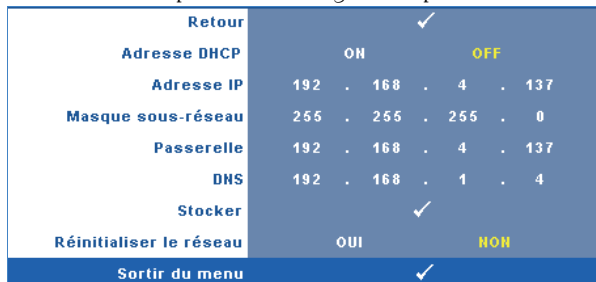 Retour ✓
Adresse DHCP ON OFF
Adresse IP 192 . 168 . 4 . 137
Masque sous-réseau 255 . 255 . 255 . 0
Passerelle 192 . 168 . 4 . 137
DNS 192 . 168 . 1 . 4
Stocker ✓
Réinitialiser le réseau OUI NON
Sortir du menu ✓